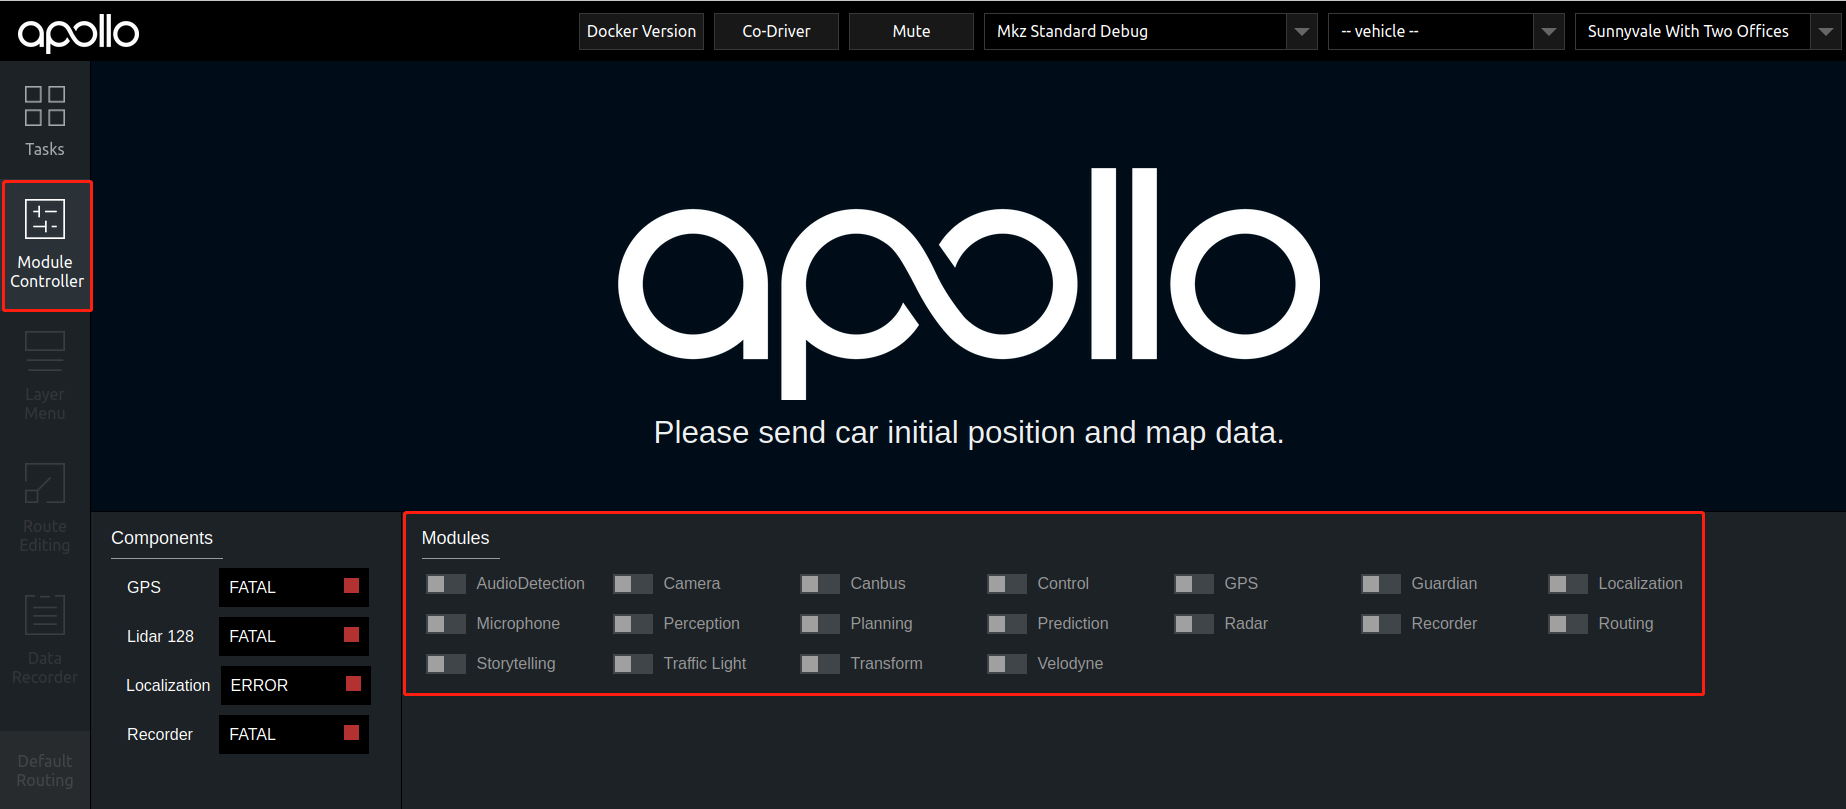 apollo
Docker Version
Co-Driver
Mute
Mkz Standard Debug
-- vehicle --
Sunnyvale With Two Offices
Tasks
Module
Controller
Layer
Menu
Route
Editing
Data
Recorder
Default
Routing
apollo
Please send car initial position and map data.
Components
GPS FATAL
Lidar 128 FATAL
Localization ERROR
Recorder FATAL
Modules
AudioDetection Camera Canbus Control GPS Guardian Localization
Microphone Perception Planning Prediction Radar Recorder Routing
Storytelling Traffic Light Transform Velodyne